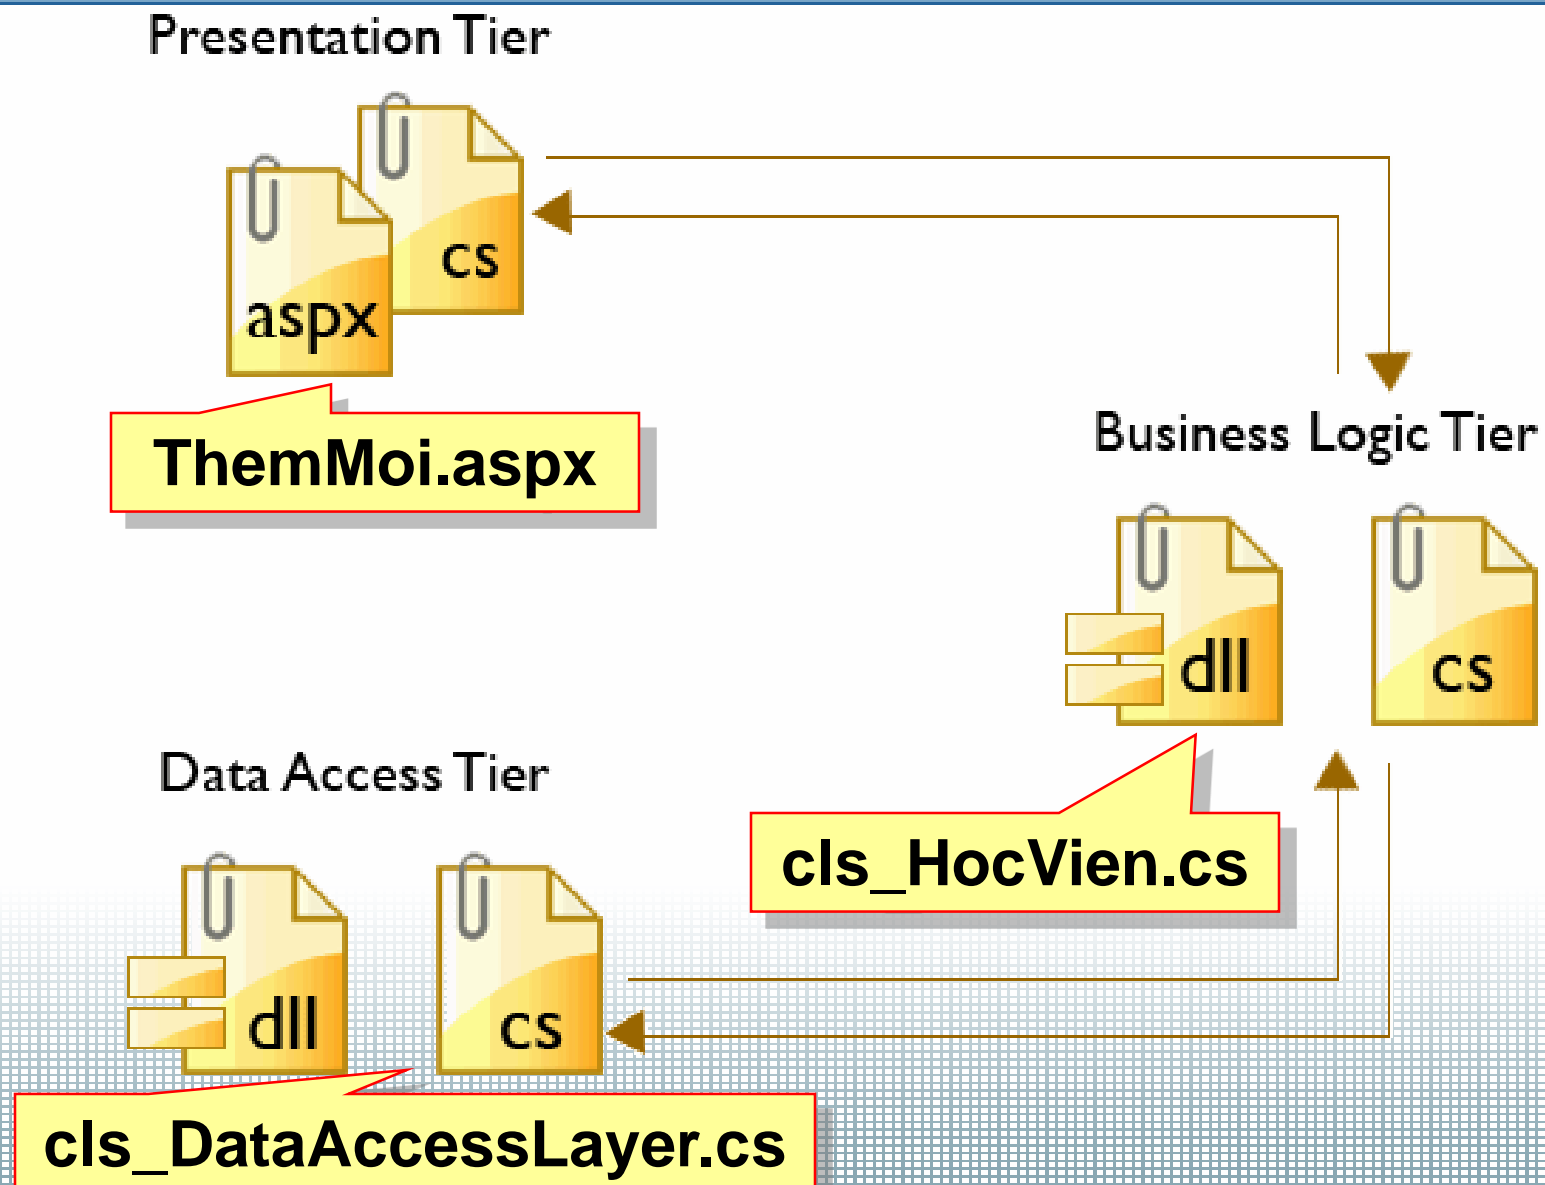 Presentation Tier
cs
aspx
ThemMoi.aspx
Business Logic Tier
dll
cs
cls_HocVien.cs
Data Access Tier
dll
cs
cls_DataAccessLayer.cs